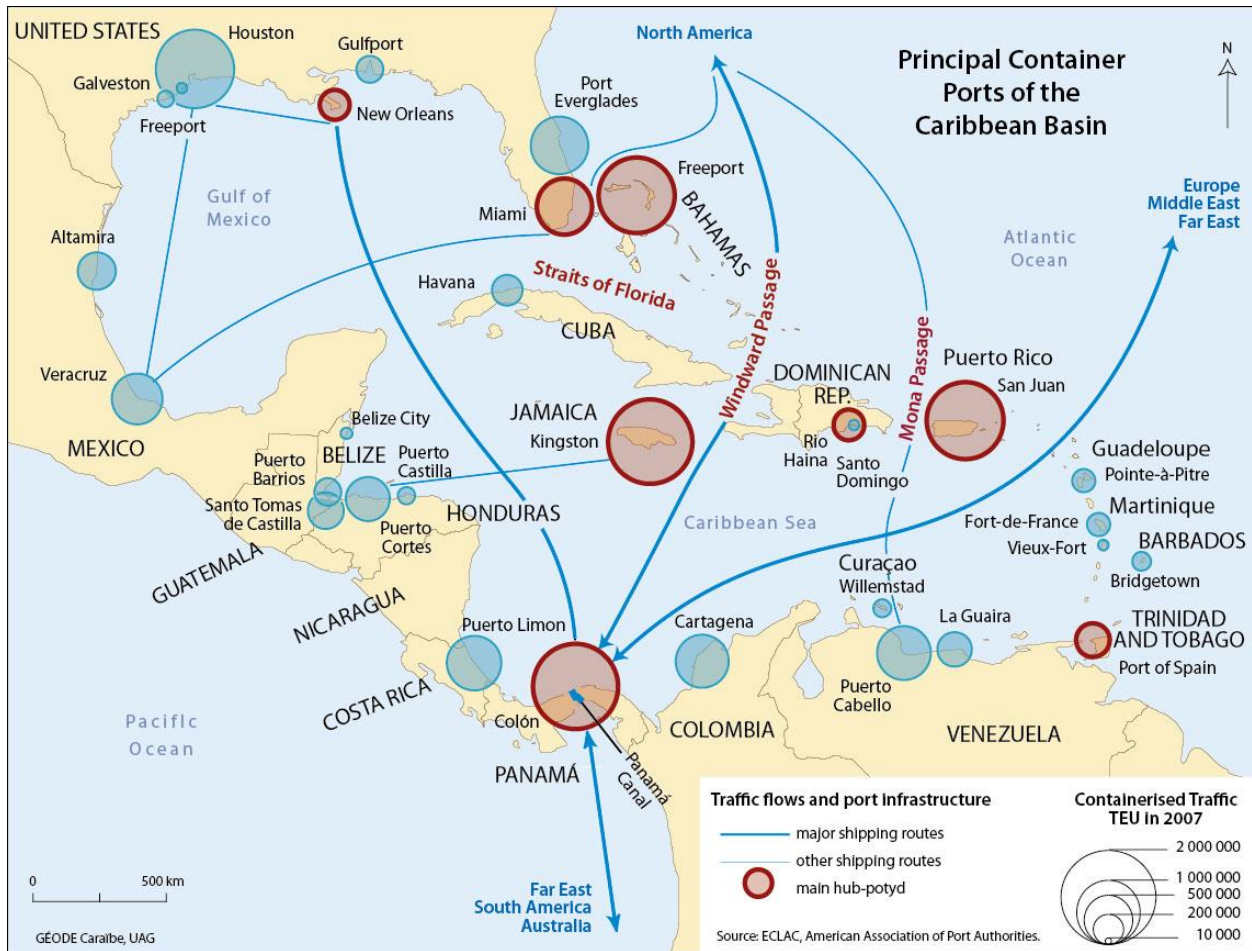 Principal Container
Ports of the
Caribbean Basin
N
UNITED STATES
Houston
Gulfport
North America
Galveston
Freeport
New Orleans
Port
Everglades
Freeport
BAHAMAS
Miami
Gulf of
Mexico
Europe
Middle East
Far East
Atlantic
Ocean
Altamira
Havana
Straits of Florida
CUBA
Windward Passage
Mona Passage
Veracruz
MEXICO
Belize City
BELIZE
Puerto
Barrios
Puerto
Castilla
Santo Tomas
de Castilla
Puerto
Cortes
HONDURAS
GUATEMALA
NICARAGUA
JAMAICA
Kingston
DOMINICAN
REP.
Rio
Haina
Santo
Domingo
Puerto Rico
San Juan
Guadeloupe
Pointe-à-Pitre
Martinique
Fort-de-France
Vieux-Fort
BARBADOS
Bridgetown
Caribbean Sea
Curaçao
Willemstad
La Guaira
TRINIDAD
AND TOBAGO
Port of Spain
Puerto Limon
Cartagena
COSTA RICA
Colón
Puerto
Cabello
COLOMBIA
VENEZUELA
PANAMÁ
Panamá
Canal
Pacific
Ocean
Far East
South America
Australia
0
500 km
GÉODE Caraïbe, UAG
Traffic flows and port infrastructure
major shipping routes
other shipping routes
main hub-potyd
Containerised Traffic
TEU in 2007
2 000 000
1 000 000
500 000
200 000
10 000
Source: ECLAC, American Association of Port Authorities.